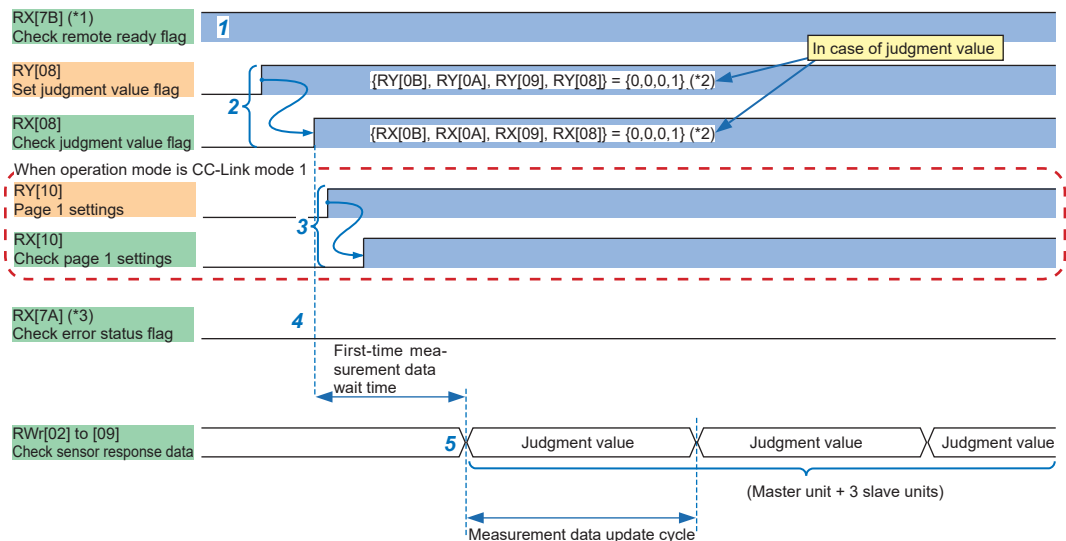 RX[7B] (*1)
Check remote ready flag
1
In case of judgment value
RY[08]
Set judgment value flag
2
{RY[0B], RY[0A], RY[09], RY[08]} = {0,0,0,1} (*2)
RX[08]
Check judgment value flag
{RX[0B], RX[0A], RX[09], RX[08]} = {0,0,0,1} (*2)
When operation mode is CC-Link mode 1
RY[10]
Page 1 settings
3
RX[10]
Check page 1 settings
RX[7A] (*3)
Check error status flag
4
First-time mea-
surement data
wait time
RWr[02] to [09]
Check sensor response data
5
Judgment value
Judgment value
Judgment value
(Master unit + 3 slave units)
Measurement data update cycle